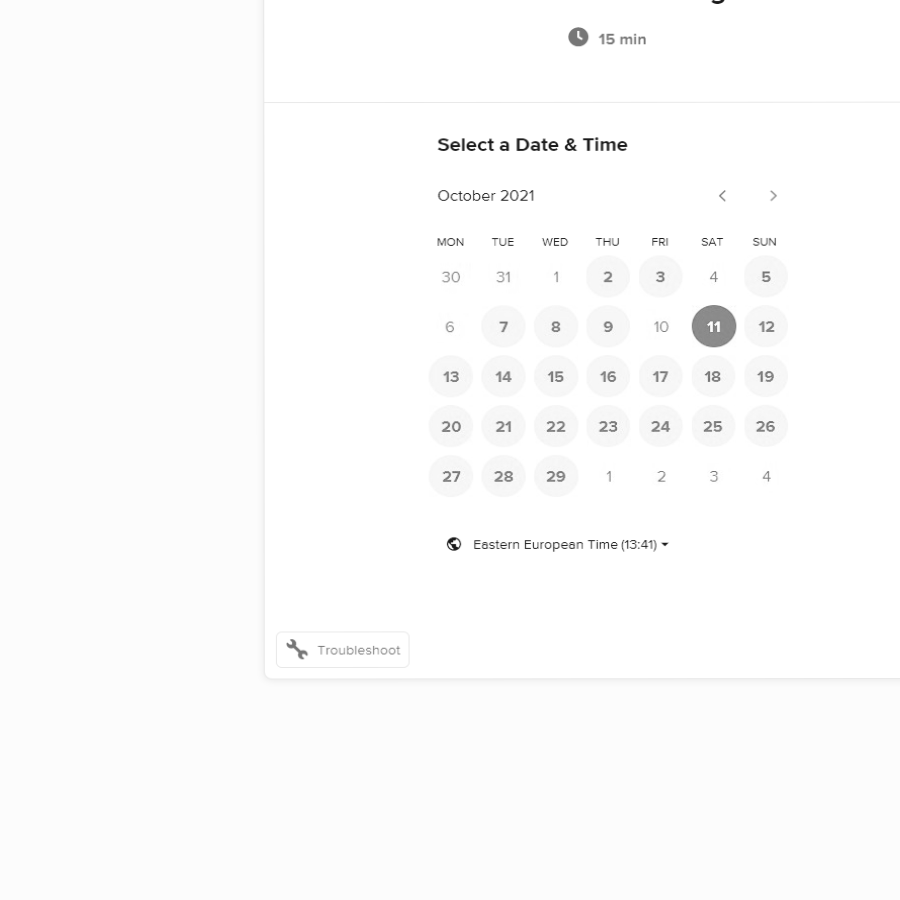 15 min
Select a Date & Time
October 2021
MON TUE WED THU FRI SAT SUN
30 31 1 2 3 4 5
6 7 8 9 10 11 12
13 14 15 16 17 18 19
20 21 22 23 24 25 26
27 28 29 1 2 3 4
Eastern European Time (13:41)
Troubleshoot